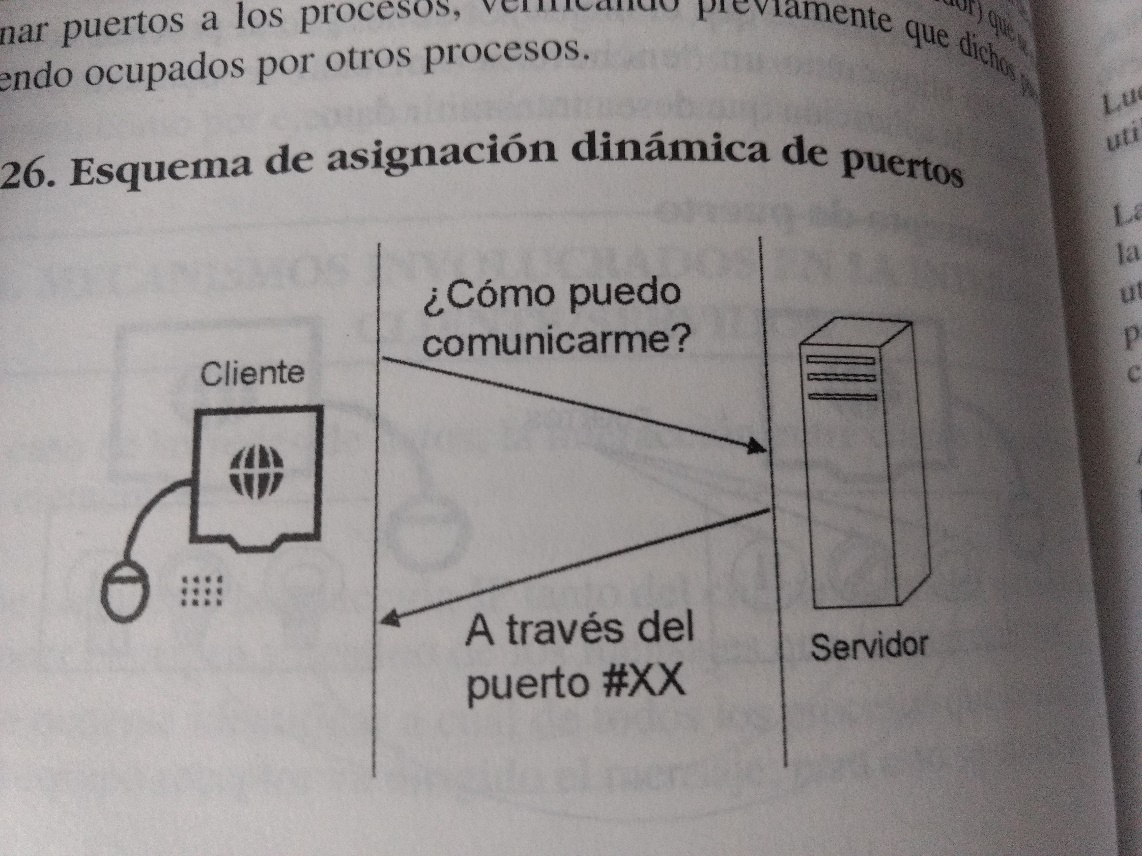 nar puertos a los procesos, verificando previamente que dichos
endo ocupados por otros procesos.
26. Esquema de asignación dinámica de puertos
¿Cómo puedo
comunicarme?
Cliente
A través del
puerto #XX
Servidor